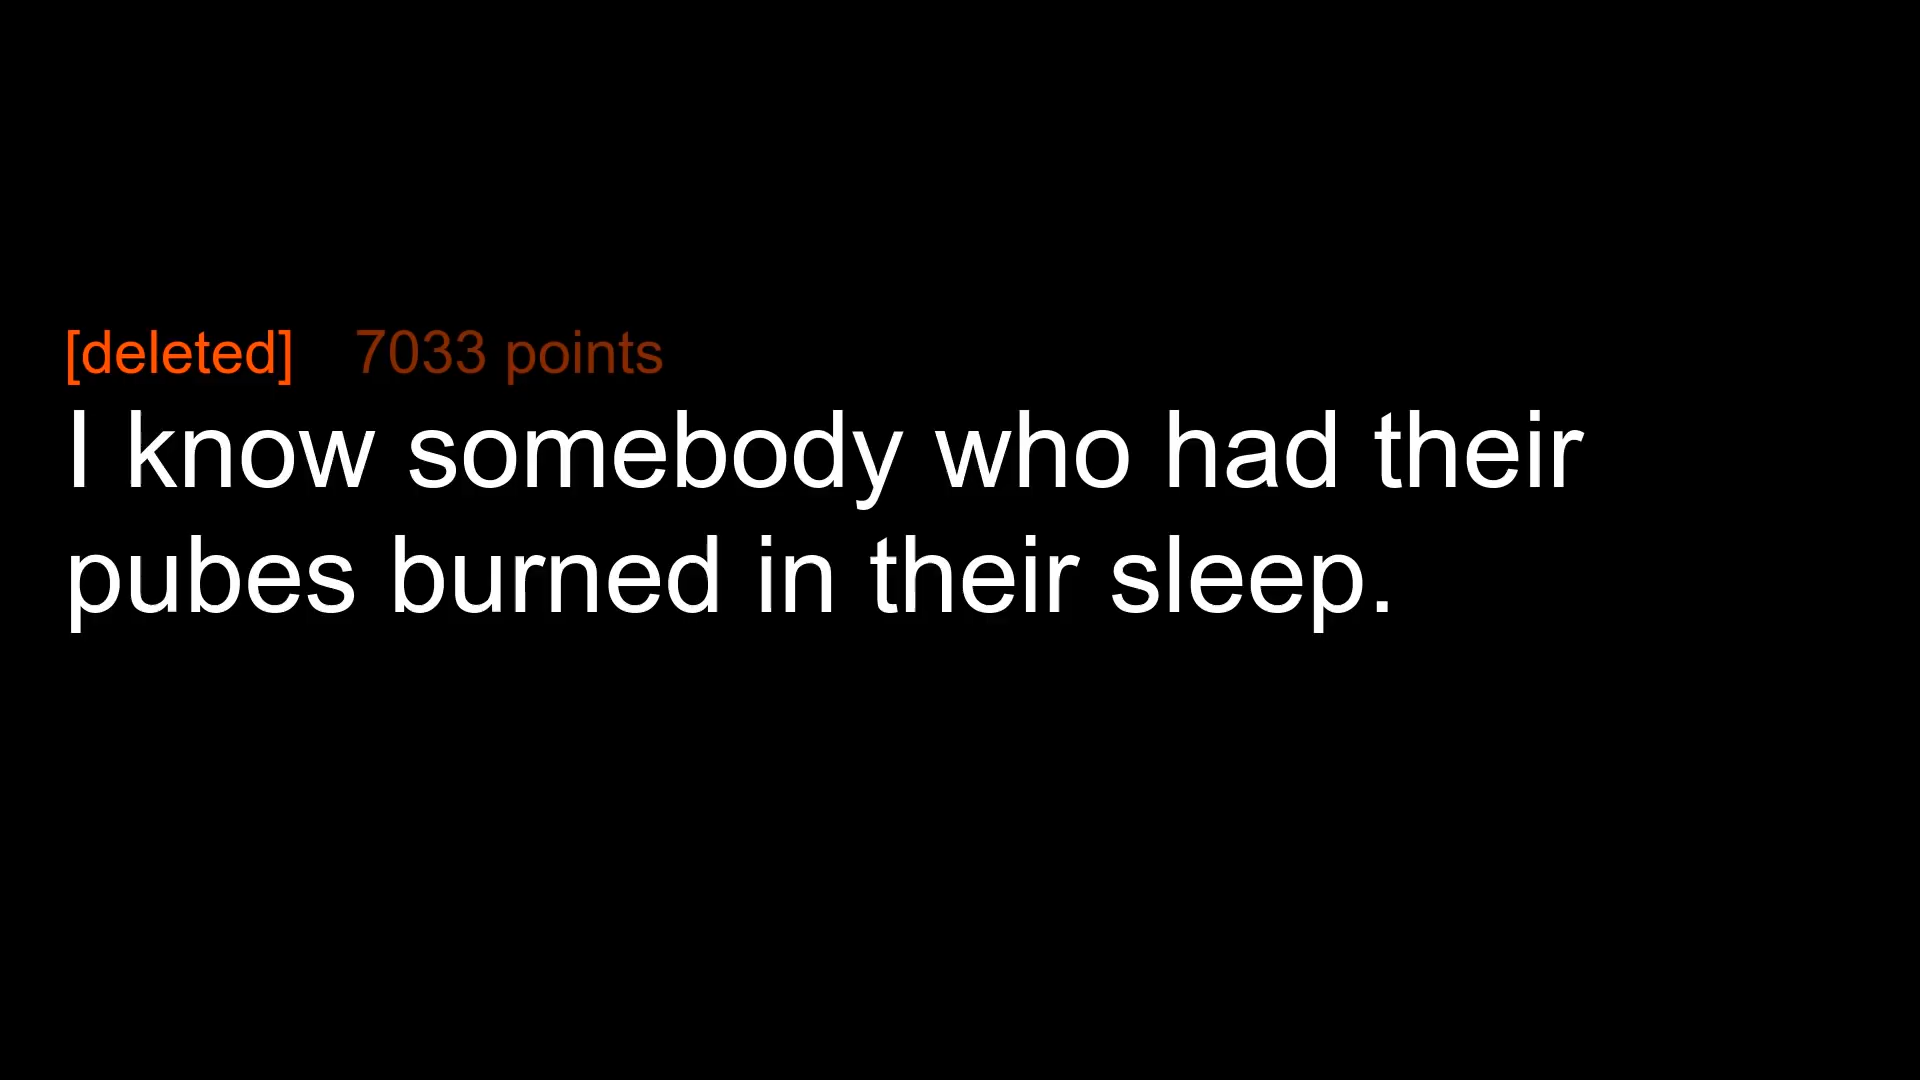 [deleted] 7033 points
I know somebody who had their
pubes burned in their sleep.